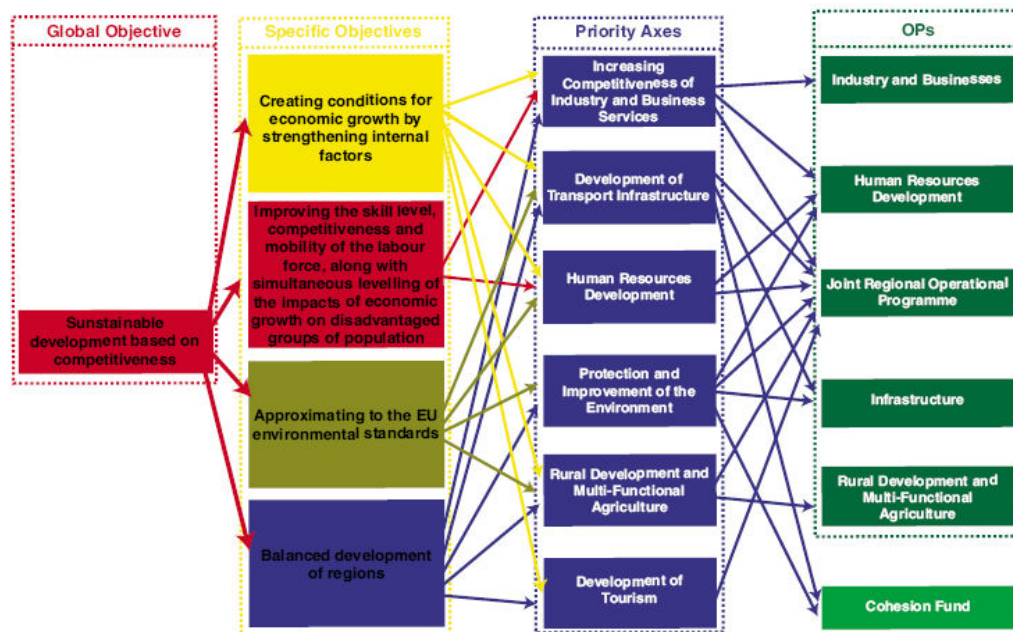 Global Objective
Sunstainable
development based on
competitiveness
Specific Objectives
Creating conditions for
economic growth by
strengthening internal
factors
Improving the skill level,
competitiveness and
mobility of the labour
force, along with
simultaneous levelling of
the impacts of economic
growth on disadvantaged
groups of population
Approximating to the EU
environmental standards
Balanced development
of regions
Priority Axes
Increasing
Competitiveness of
Industry and Business
Services
Development of
Transport Infrastructure
Human Resources
Development
Protection and
Improvement of the
Environment
Rural Development and
Multi-Functional
Agriculture
Development of
Tourism
OPs
Industry and Businesses
Human Resources
Development
Joint Regional Operational
Programme
Infrastructure
Rural Development and
Multi-Functional
Agriculture
Cohesion Fund